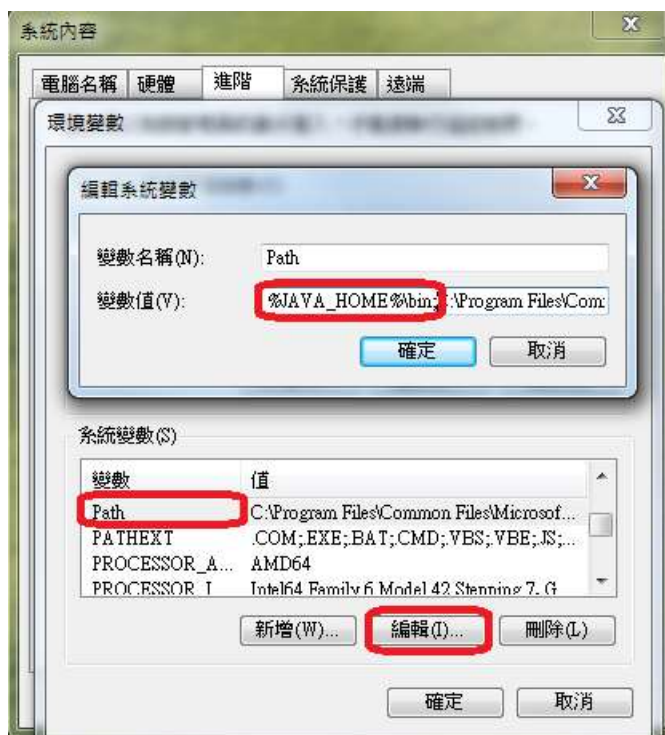 系統內容
電腦名稱 硬體 進階 系統保護 遠端
環境變數
編輯系統變數
變數名稱(N): Path
變數值(V): %JAVA_HOME%\bin; :\Program Files\Com
確定 取消
系統變數(S)
變數 值
Path C:\Program Files\Common Files\Microsof...
PATHEXT .COM;EXE;BAT;CMD;VBS;VBE;JS;...
PROCESSOR_A... AMD64
PROCESSOR_I Intel64 Family 6 Model 42 Stepping 7, G
新增(W)... 編輯(I)... 刪除(L)
確定 取消